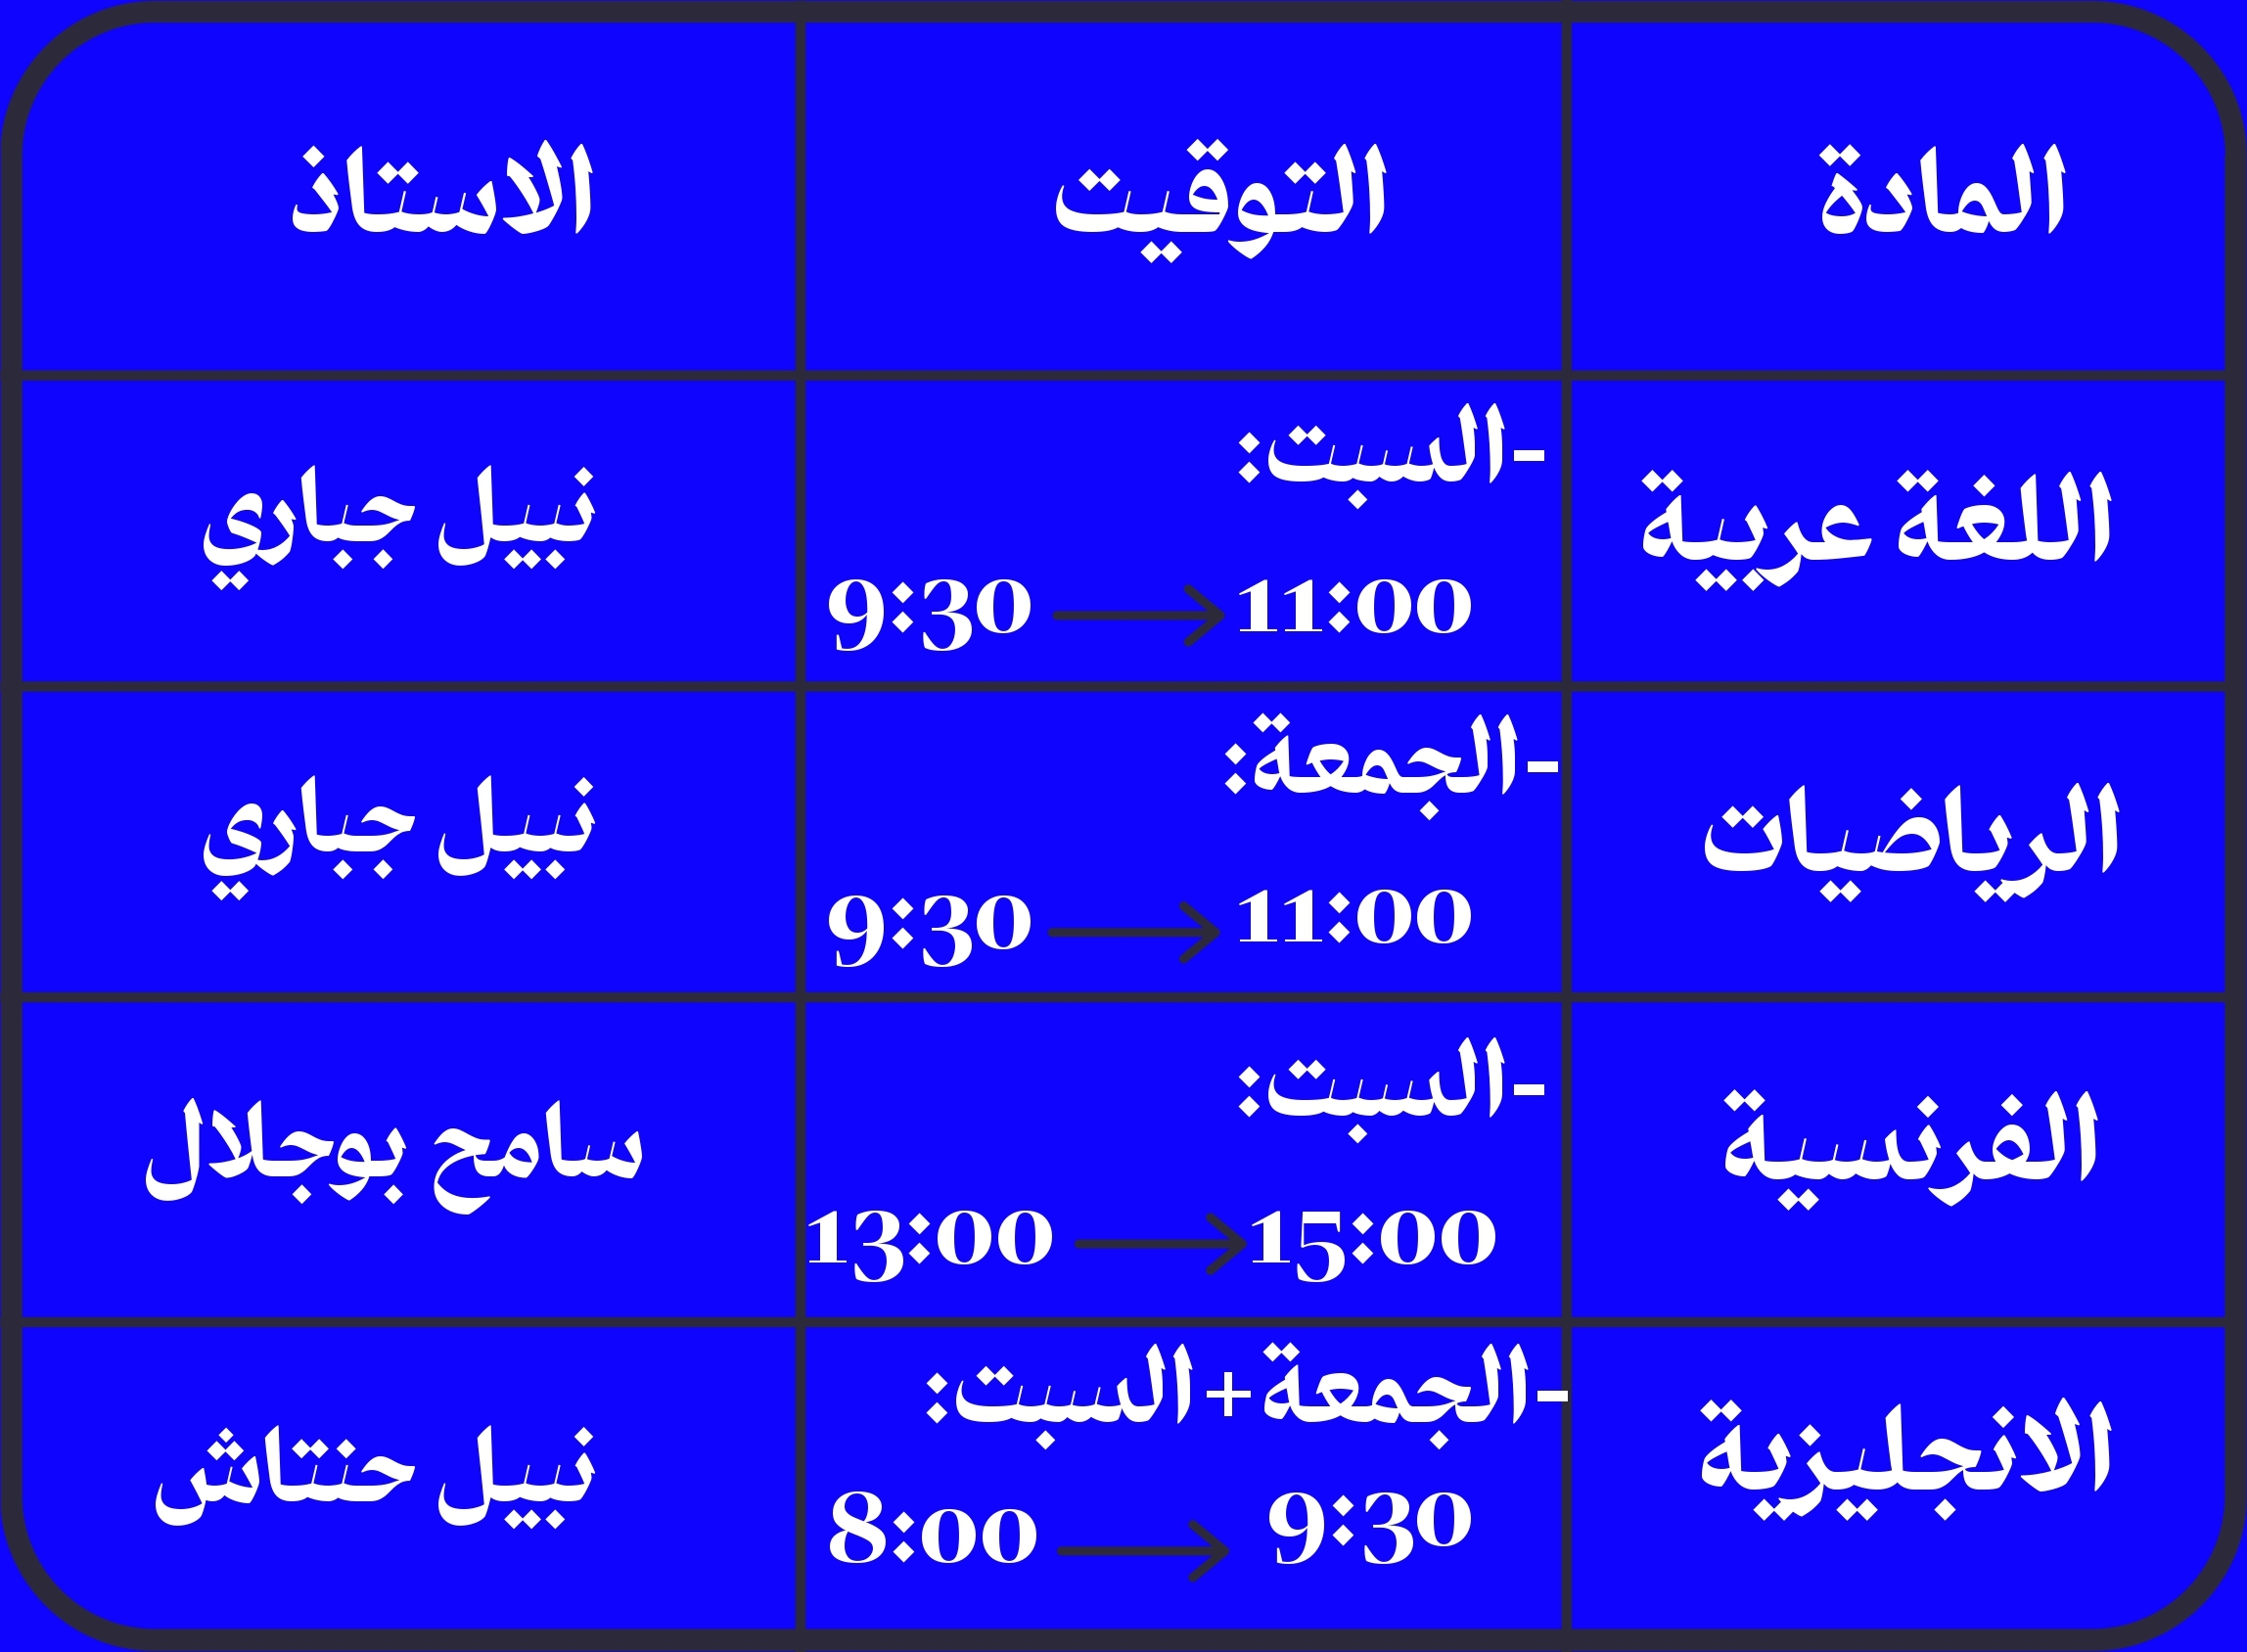 المادة
التوقيت
الاستاذ
اللغة عربية
-السبت:
9:30 → 11:00
نبيل جباري
الرياضيات
-الجمعة:
9:30 → 11:00
نبيل جباري
الفرنسية
-السبت:
13:00 → 15:00
سامح بوجلال
الانجليزية
-الجمعة+السبت:
8:00 → 9:30
نبيل حنتاش